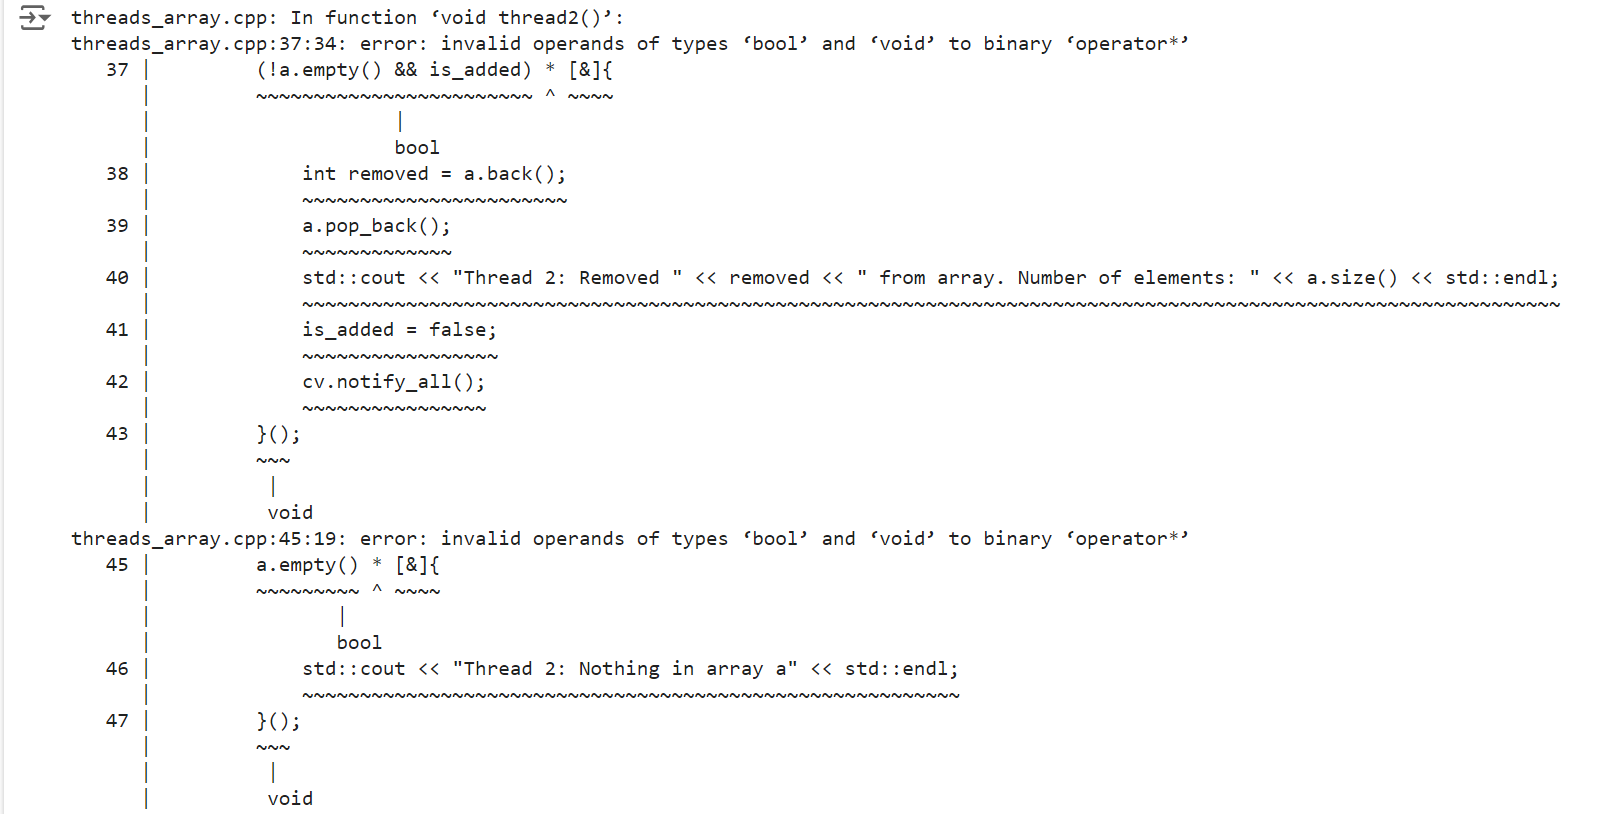 threads_array.cpp: In function ‘void thread2()’:
threads_array.cpp:37:34: error: invalid operands of types ‘bool’ and ‘void’ to binary ‘operator*’
   37 |         (!a.empty() && is_added) * [&]{
      |         ~~~~~~~~~~~~~~~~~~~~~~~~ ^ ~~~~
      |                     |
      |                     bool
   38 |             int removed = a.back();
      |             ~~~~~~~~~~~~~~~~~~~~~~~
   39 |             a.pop_back();
      |             ~~~~~~~~~~~~~
   40 |             std::cout << "Thread 2: Removed " << removed << " from array. Number of elements: " << a.size() << std::endl;
      |             ~~~~~~~~~~~~~~~~~~~~~~~~~~~~~~~~~~~~~~~~~~~~~~~~~~~~~~~~~~~~~~~~~~~~~~~~~~~~~~~~~~~~~~~~~~~~~~~~~~~~~~~~~~~~~
   41 |             is_added = false;
      |             ~~~~~~~~~~~~~~~~~
   42 |             cv.notify_all();
      |             ~~~~~~~~~~~~~~~~
   43 |         }();
      |         ~~~
      |          |
      |          void
threads_array.cpp:45:19: error: invalid operands of types ‘bool’ and ‘void’ to binary ‘operator*’
   45 |         a.empty() * [&]{
      |         ~~~~~~~~~ ^ ~~~~
      |                |
      |                bool
   46 |             std::cout << "Thread 2: Nothing in array a" << std::endl;
      |             ~~~~~~~~~~~~~~~~~~~~~~~~~~~~~~~~~~~~~~~~~~~~~~~~~~~~~~~~~
   47 |         }();
      |         ~~~
      |          |
      |          void